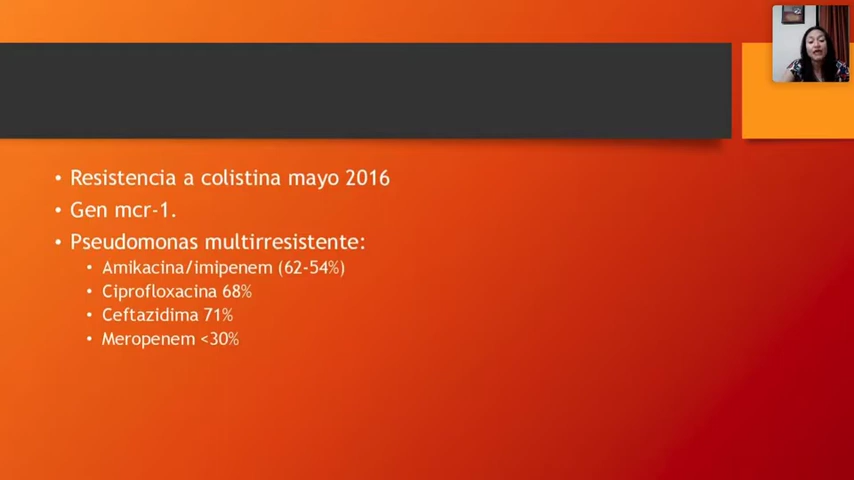 • Resistencia a colistina mayo 2016
• Gen mcr-1.
• Pseudomonas multirresistente:
• Amikacina/imipenem (62-54%)
• Ciprofloxacina 68%
• Ceftazidima 71%
• Meropenem <30%